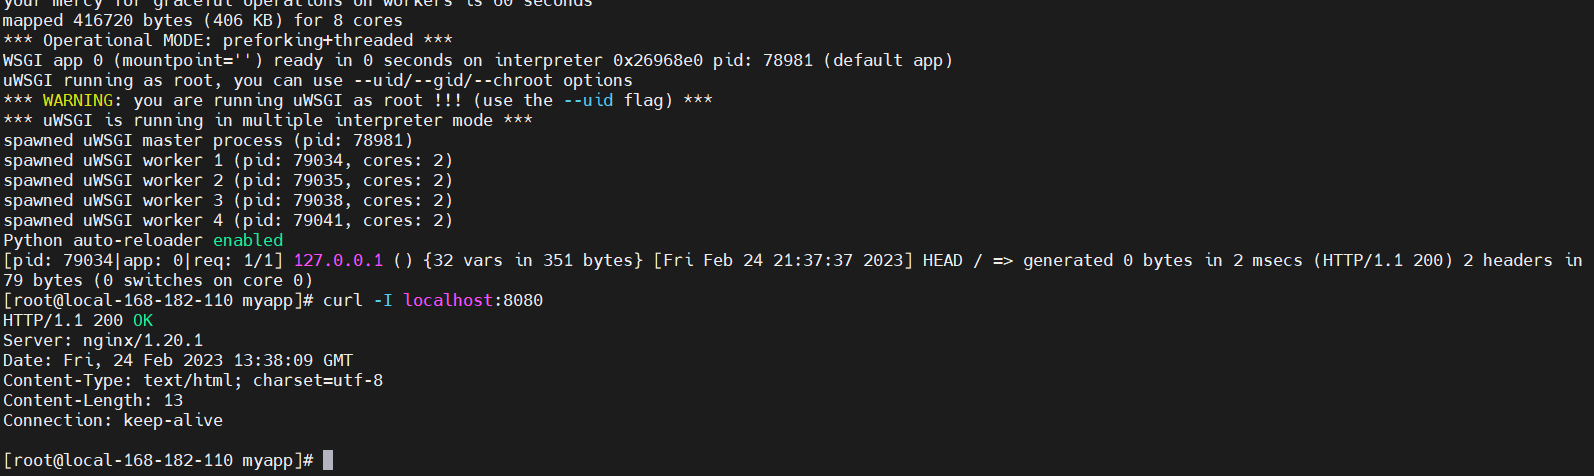 your mercy for graceful operations on workers is 60 seconds
mapped 416720 bytes (406 KB) for 8 cores
*** Operational MODE: preforking+threaded ***
WSGI app 0 (mountpoint='') ready in 0 seconds on interpreter 0x26968e0 pid: 78981 (default app)
uWSGI running as root, you can use --uid/--gid/--chroot options
*** WARNING: you are running uWSGI as root !!! (use the --uid flag) ***
*** uWSGI is running in multiple interpreter mode ***
spawned uWSGI master process (pid: 78981)
spawned uWSGI worker 1 (pid: 79034, cores: 2)
spawned uWSGI worker 2 (pid: 79035, cores: 2)
spawned uWSGI worker 3 (pid: 79038, cores: 2)
spawned uWSGI worker 4 (pid: 79041, cores: 2)
Python auto-reloader enabled
[pid: 79034|app: 0|req: 1/1] 127.0.0.1 () {32 vars in 351 bytes} [Fri Feb 24 21:37:37 2023] HEAD / => generated 0 bytes in 2 msecs (HTTP/1.1 200) 2 headers in
79 bytes (0 switches on core 0)
[root@local-168-182-110 myapp]# curl -I localhost:8080
HTTP/1.1 200 OK
Server: nginx/1.20.1
Date: Fri, 24 Feb 2023 13:38:09 GMT
Content-Type: text/html; charset=utf-8
Content-Length: 13
Connection: keep-alive
[root@local-168-182-110 myapp]#